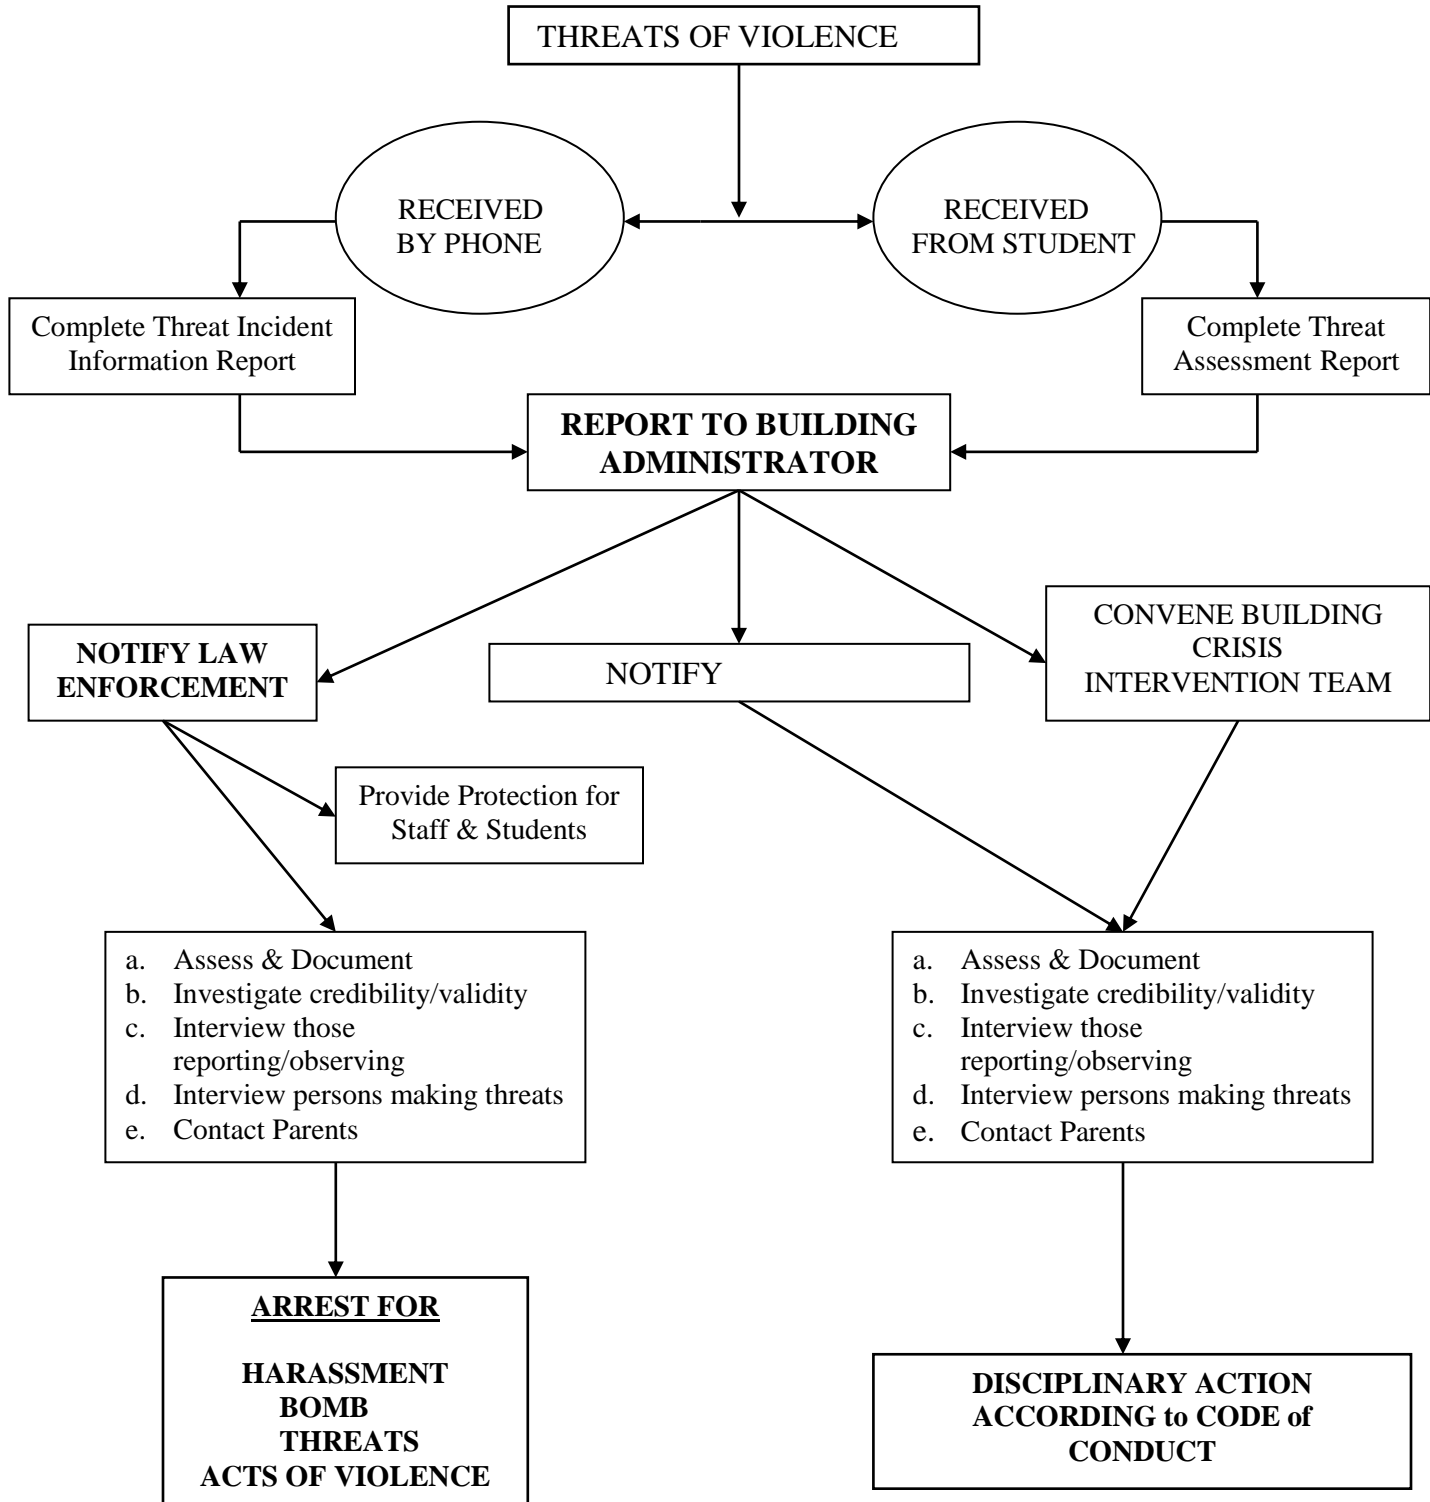 THREATS OF VIOLENCE
RECEIVED
BY PHONE
RECEIVED
FROM STUDENT
Complete Threat Incident
Information Report
Complete Threat
Assessment Report
REPORT TO BUILDING
ADMINISTRATOR
NOTIFY LAW
ENFORCEMENT
NOTIFY
CONVENE BUILDING
CRISIS
INTERVENTION TEAM
Provide Protection for
Staff & Students
a. Assess & Document
b. Investigate credibility/validity
c. Interview those
reporting/observing
d. Interview persons making threats
e. Contact Parents
a. Assess & Document
b. Investigate credibility/validity
c. Interview those
reporting/observing
d. Interview persons making threats
e. Contact Parents
ARREST FOR
HARASSMENT
BOMB
THREATS
ACTS OF VIOLENCE
DISCIPLINARY ACTION
ACCORDING to CODE of
CONDUCT